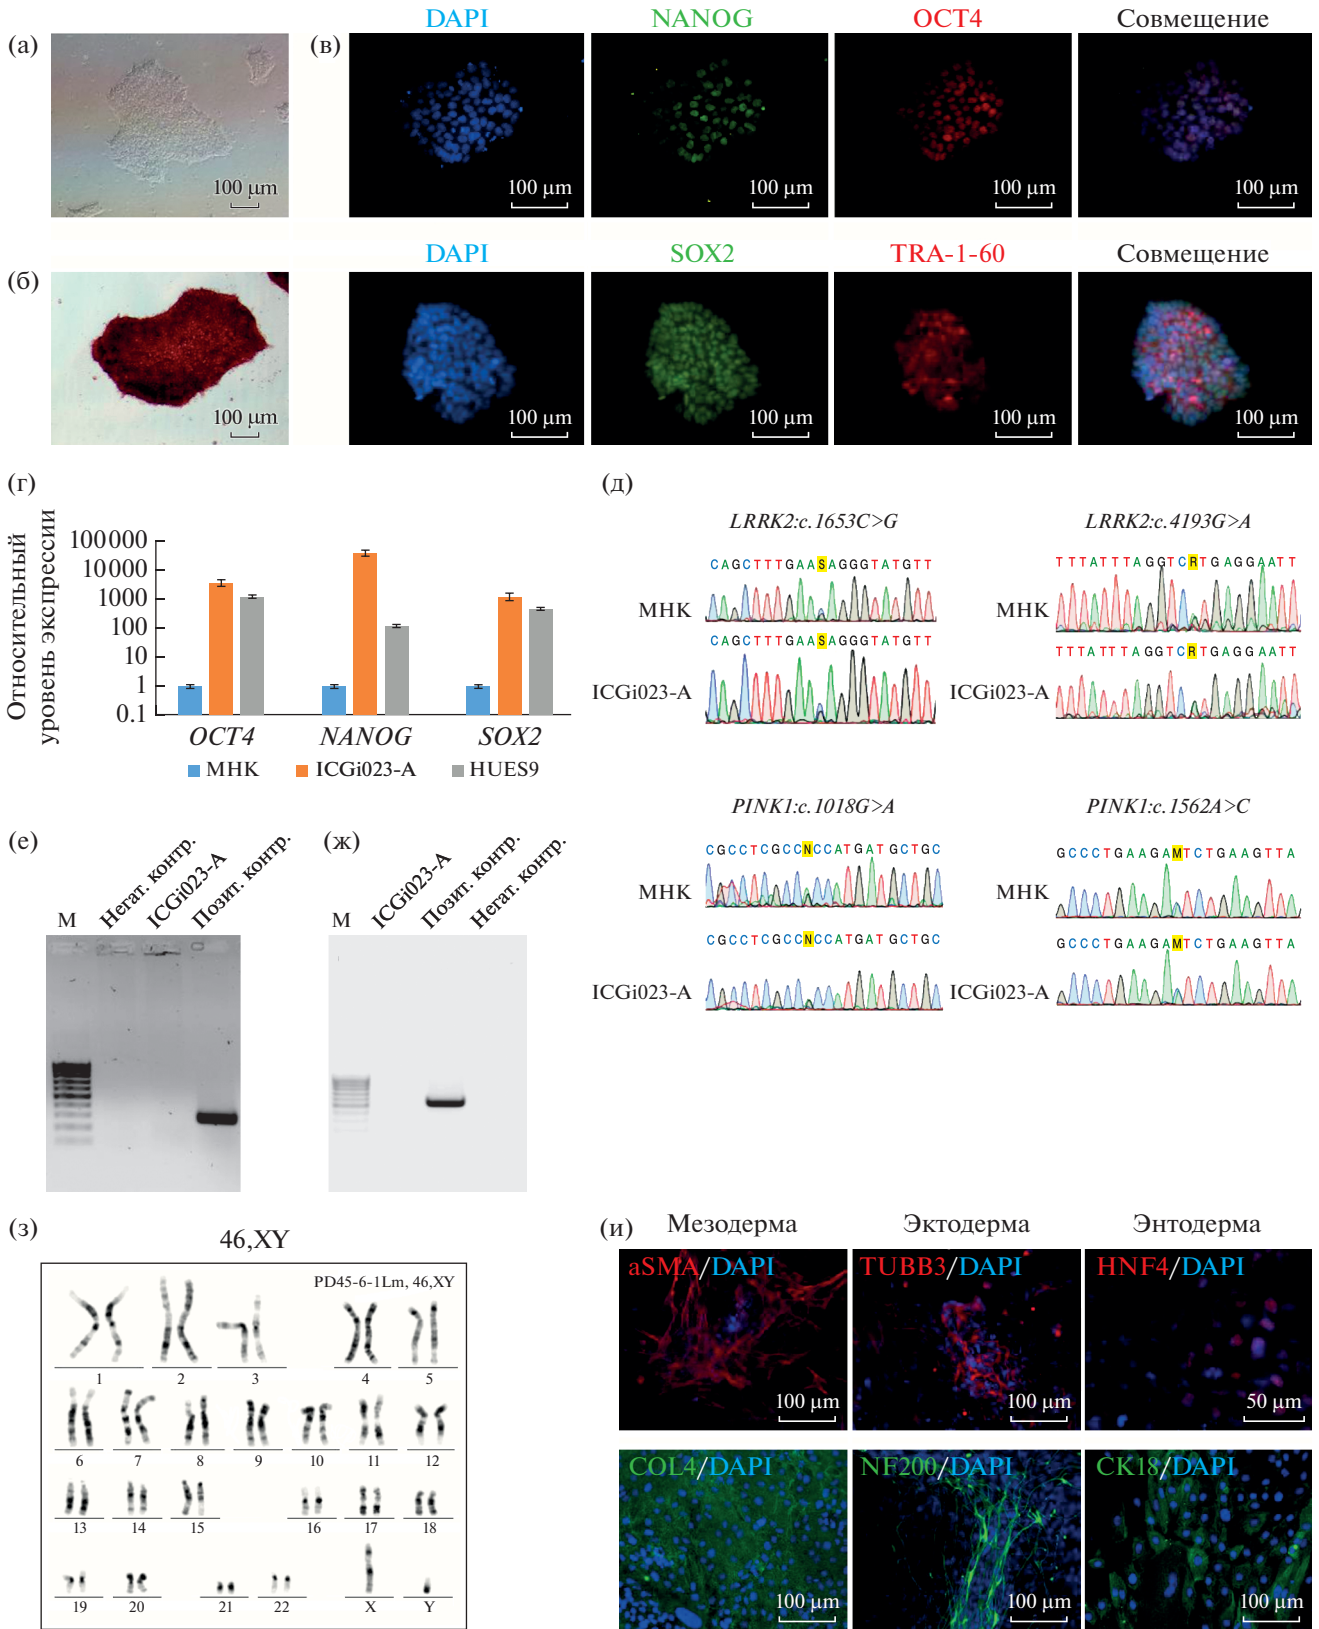 (а)
100 μm
(в)
DAPI
NANOG
OCT4
Совмещение
100 μm
100 μm
100 μm
100 μm
(б)
100 μm
DAPI
SOX2
TRA-1-60
Совмещение
100 μm
100 μm
100 μm
100 μm
(г)
Относительный
уровень экспрессии
100000
10000
1000
100
10
1
0.1
OCT4
NANOG
SOX2
МНК
ICGi023-A
HUES9
(д)
LRRK2:c.1653C>G
CAGCTTTGAASAGGGTATGTT
МНК
CAGCTTTGAASAGGGTATGTT
ICGi023-A
LRRK2:c.4193G>A
TTTATTTAGGTCRTGAGGAATT
МНК
TTTATTTAGGTCRTGAGGAATT
ICGi023-A
PINK1:c.1018G>A
CGCCTCGCCNCCATGATGCTGC
МНК
CGCCTCGCCNCCATGATGCTGC
ICGi023-A
PINK1:c.1562A>C
GCCCTGAAGAMTCTGAAGTTA
МНК
GCCCTGAAGAMTCTGAAGTTA
ICGi023-A
(е)
М
Негат. контр.
ICGi023-A
Позит. контр.
(ж)
М
ICGi023-A
Позит. контр.
Негат. контр.
(з)
46,XY
PD45-6-1Lm, 46,XY
1 2 3 4 5
6 7 8 9 10 11 12
13 14 15 16 17 18
19 20 21 22 X Y
(и)
Мезодерма
Эктодерма
Энтодерма
aSMA/DAPI
100 μm
TUBB3/DAPI
100 μm
HNF4/DAPI
50 μm
COL4/DAPI
100 μm
NF200/DAPI
100 μm
CK18/DAPI
100 μm